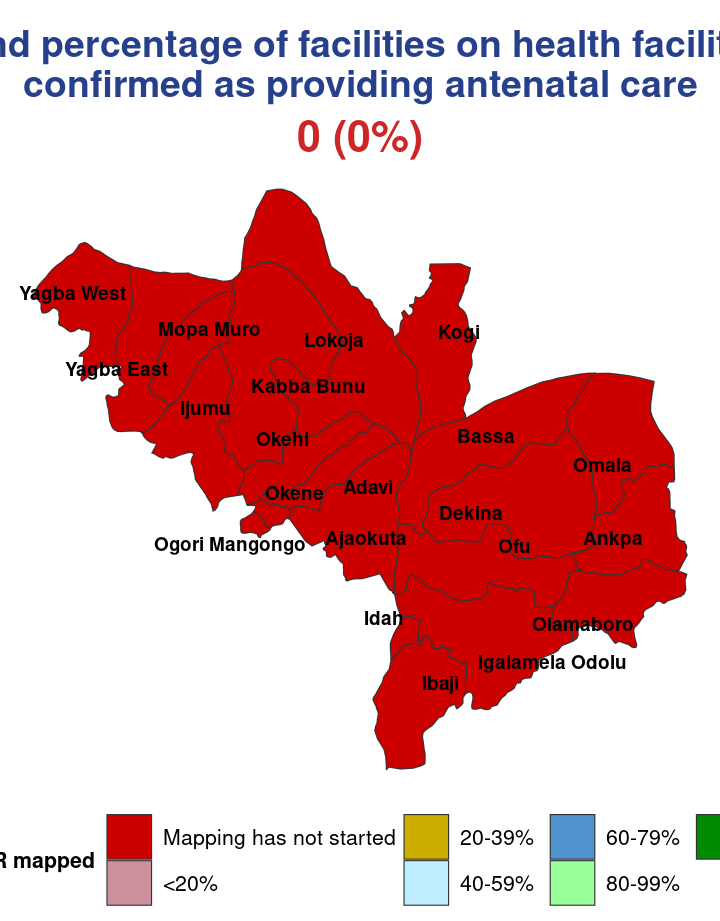 nd percentage of facilities on health facilit
confirmed as providing antenatal care
0 (0%)
Yagba West
Mopa Muro
Lokoja
Kogi
Yagba East
Kabba Bunu
Ijumu
Okehi
Bassa
Omala
Okene
Adavi
Dekina
Ogori Mangongo
Ajaokuta
Ofu
Ankpa
Idah
Olamaboro
Igalamela Odolu
Ibaji
R mapped
Mapping has not started
20-39%
60-79%
<20%
40-59%
80-99%